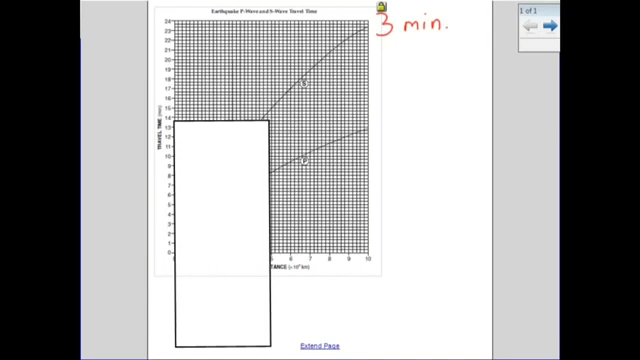 1 of 1
Earthquake P-Wave and S-Wave Travel Time
3 min.
24
23
22
21
20
19
18
17
16
15
14
13
12
11
10
9
8
7
6
5
4
3
2
1
0
TRAVEL TIME (min)
S
P
5 6 7 8 9 10
TANCE (×10³ km)
Extend Page